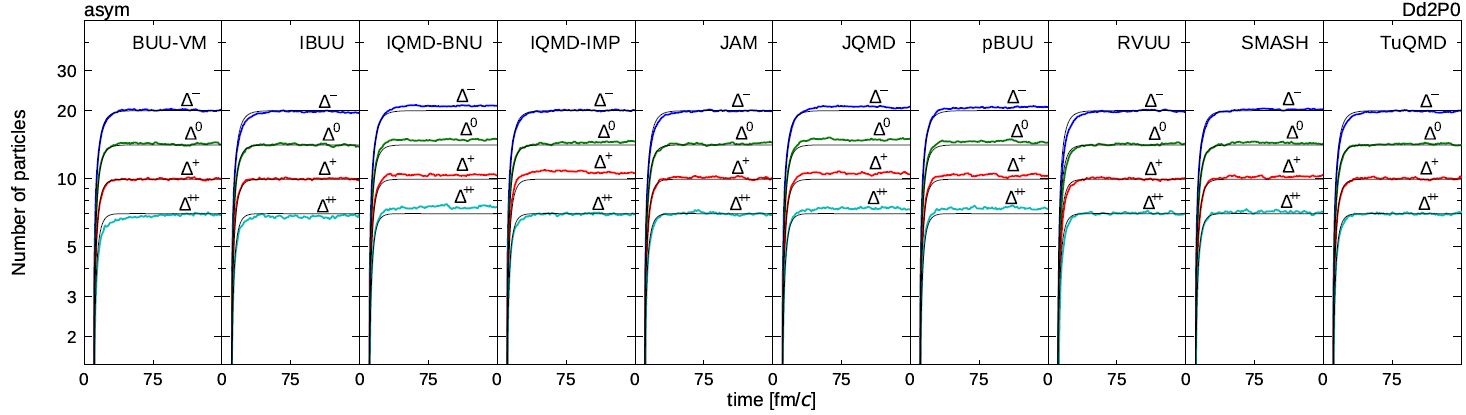 asym Dd2P0
BUU-VM IBUU IQMD-BNU IQMD-IMP JAM JQMD pBUU RVUU SMASH TuQMD
30
20
10
5
3
2
Number of particles
Δ⁻ Δ⁻ Δ⁻ Δ⁻ Δ⁻ Δ⁻ Δ⁻ Δ⁻ Δ⁻ Δ⁻
Δ⁰ Δ⁰ Δ⁰ Δ⁰ Δ⁰ Δ⁰ Δ⁰ Δ⁰ Δ⁰ Δ⁰
Δ⁺ Δ⁺ Δ⁺ Δ⁺ Δ⁺ Δ⁺ Δ⁺ Δ⁺ Δ⁺ Δ⁺
Δ⁺⁺ Δ⁺⁺ Δ⁺⁺ Δ⁺⁺ Δ⁺⁺ Δ⁺⁺ Δ⁺⁺ Δ⁺⁺ Δ⁺⁺ Δ⁺⁺
0 75 0 75 0 75 0 75 0 75 0 75 0 75 0 75 0 75 0 75
time [fm/c]